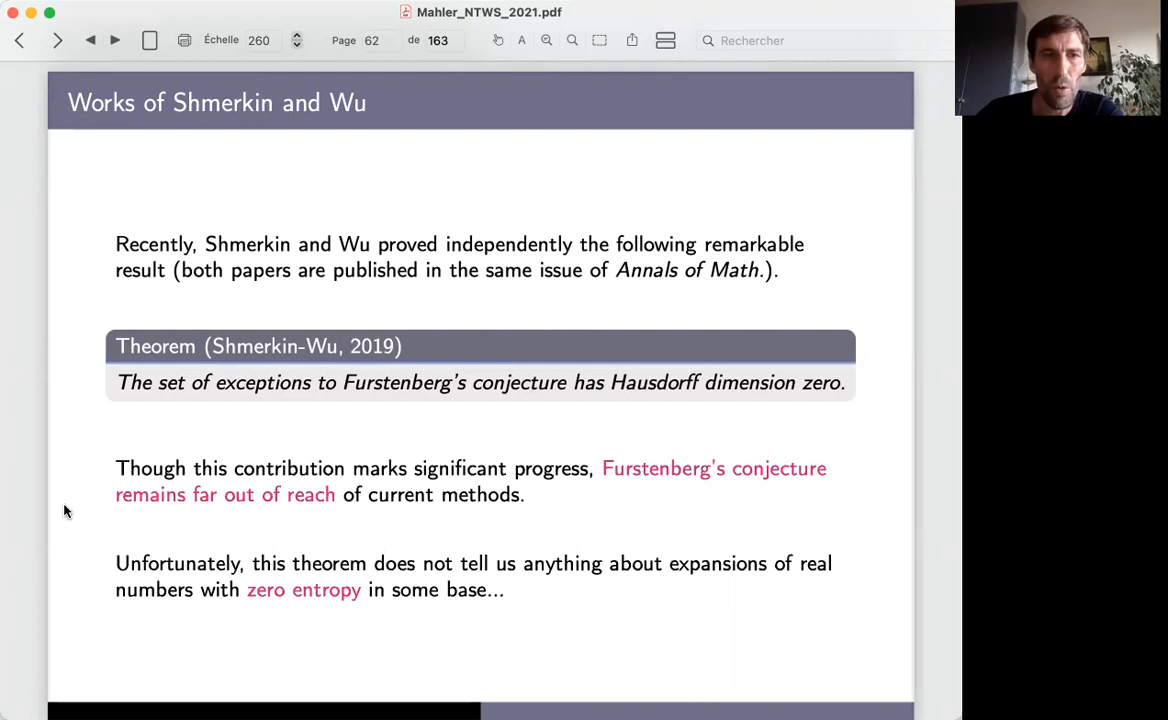 Mahler_NTWS_2021.pdf
Échelle 260 Page 62 de 163 A Rechercher
Works of Shmerkin and Wu
Recently, Shmerkin and Wu proved independently the following remarkable
result (both papers are published in the same issue of Annals of Math.).
Theorem (Shmerkin-Wu, 2019)
The set of exceptions to Furstenberg's conjecture has Hausdorff dimension zero.
Though this contribution marks significant progress, Furstenberg's conjecture
remains far out of reach of current methods.
Unfortunately, this theorem does not tell us anything about expansions of real
numbers with zero entropy in some base...